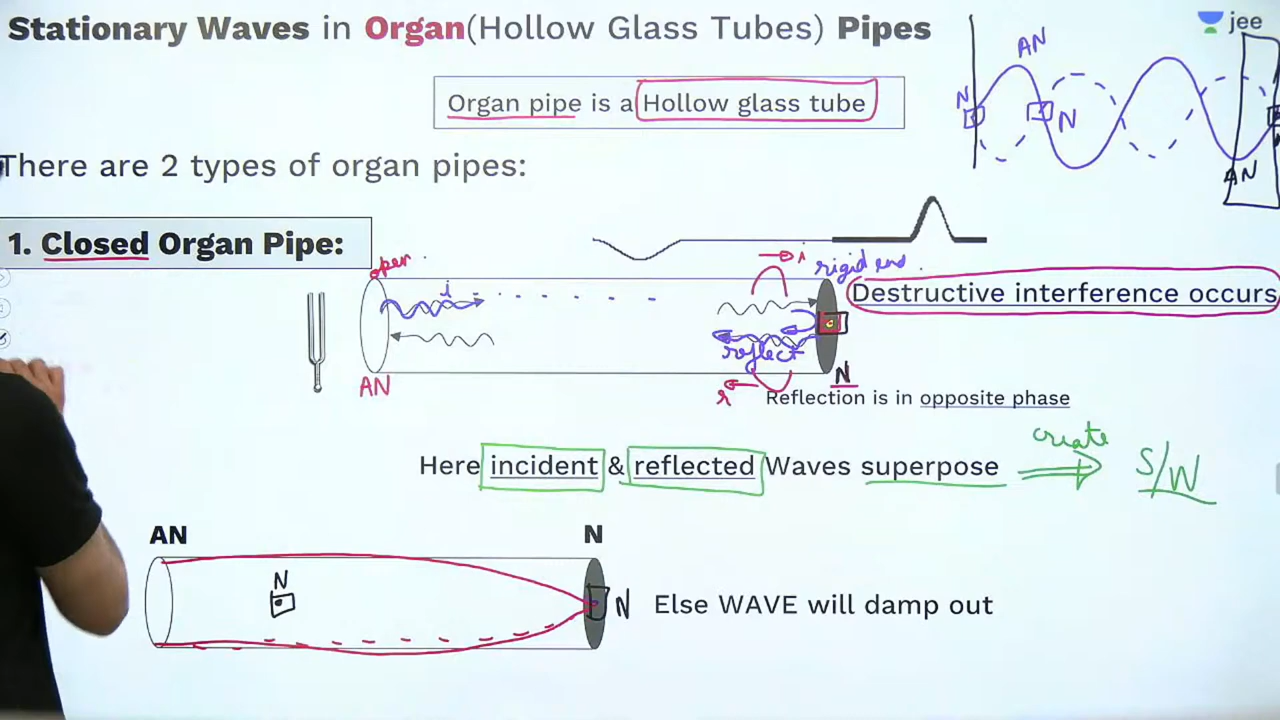 Stationary Waves in Organ(Hollow Glass Tubes) Pipes
jee
AN
N
N
AN
Organ pipe is a Hollow glass tube
There are 2 types of organ pipes:
1. Closed Organ Pipe:
open
i
i
rigid end.
Destructive interference occurs
reflect
AN
r
N
Reflection is in opposite phase
Here incident & reflected Waves superpose
create
S/W
AN
N
N
N
Else WAVE will damp out